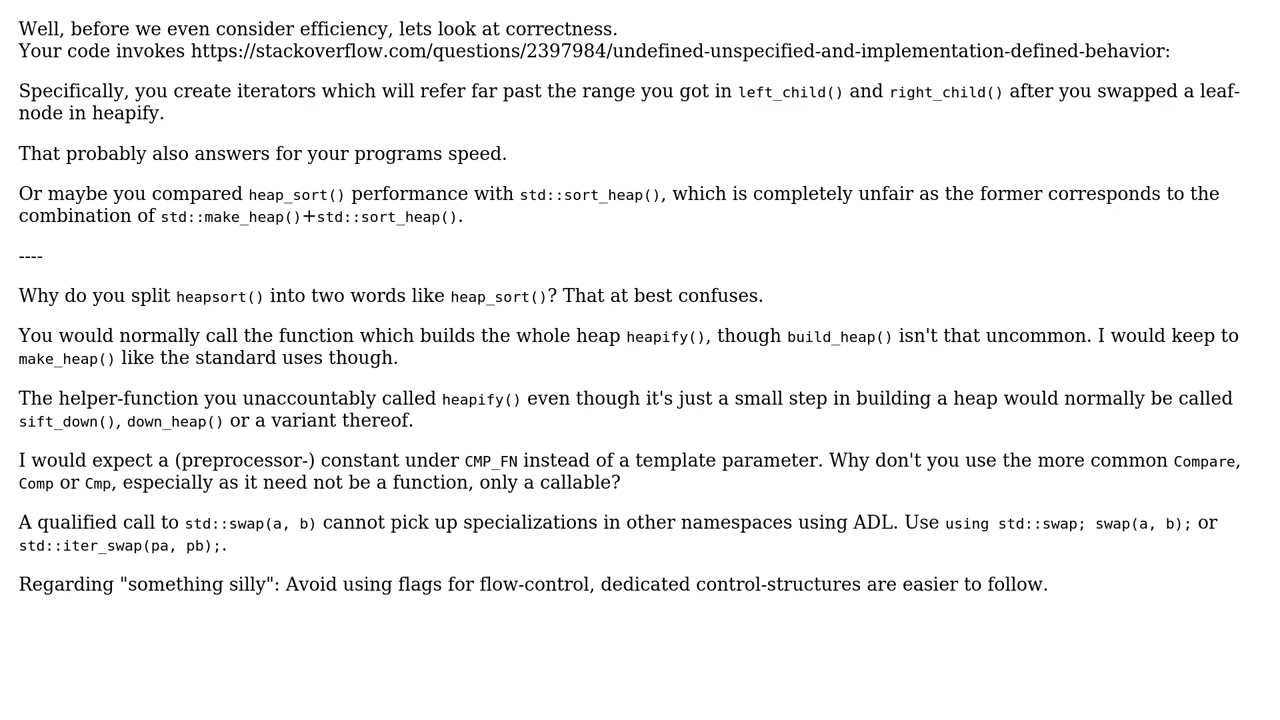 Well, before we even consider efficiency, lets look at correctness.
Your code invokes https://stackoverflow.com/questions/2397984/undefined-unspecified-and-implementation-defined-behavior:
Specifically, you create iterators which will refer far past the range you got in left_child() and right_child() after you swapped a leaf-
node in heapify.
That probably also answers for your programs speed.
Or maybe you compared heap_sort() performance with std::sort_heap(), which is completely unfair as the former corresponds to the
combination of std::make_heap()+std::sort_heap().
----
Why do you split heapsort() into two words like heap_sort()? That at best confuses.
You would normally call the function which builds the whole heap heapify(), though build_heap() isn't that uncommon. I would keep to
make_heap() like the standard uses though.
The helper-function you unaccountably called heapify() even though it's just a small step in building a heap would normally be called
sift_down(), down_heap() or a variant thereof.
I would expect a (preprocessor-) constant under CMP_FN instead of a template parameter. Why don't you use the more common Compare,
Comp or Cmp, especially as it need not be a function, only a callable?
A qualified call to std::swap(a, b) cannot pick up specializations in other namespaces using ADL. Use using std::swap; swap(a, b); or
std::iter_swap(pa, pb);.
Regarding "something silly": Avoid using flags for flow-control, dedicated control-structures are easier to follow.